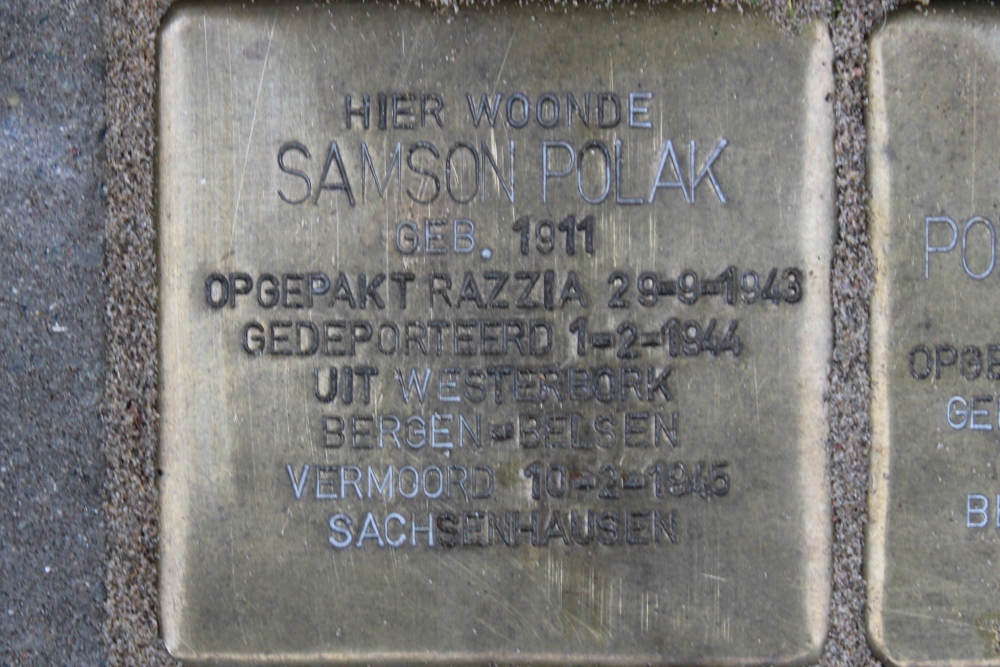 HIER WOONDE
SAMSON POLAK
GEB. 1911
OPGEPAKT RAZZIA 29-9-1943
GEDEPORTEERD 1-2-1944
UIT WESTERBORK
BERGEN-BELSEN
VERMOORD 10-2-1945
SACHSENHAUSEN